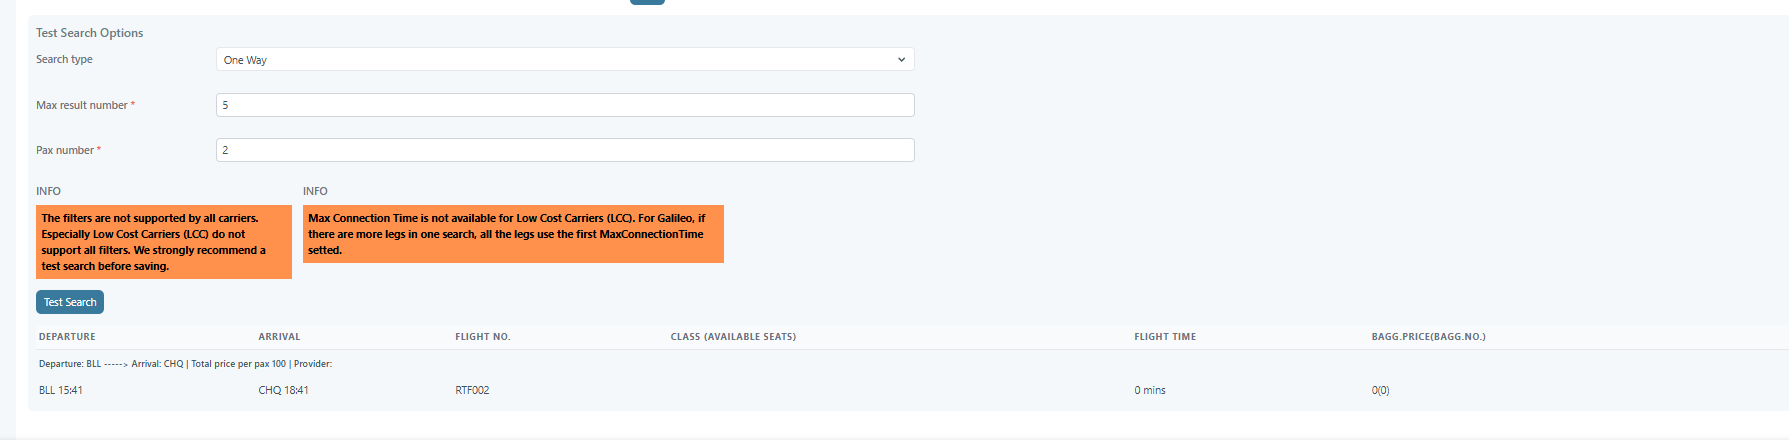 Test Search Options
Search type
One Way
Max result number *
5
Pax number *
2
INFO
The filters are not supported by all carriers.
Especially Low Cost Carriers (LCC) do not
support all filters. We strongly recommend a
test search before saving.
INFO
Max Connection Time is not available for Low Cost Carriers (LCC). For Galileo, if
there are more legs in one search, all the legs use the first MaxConnectionTime
setted.
Test Search
DEPARTURE ARRIVAL FLIGHT NO. CLASS (AVAILABLE SEATS) FLIGHT TIME BAGG.PRICE(BAGG.NO.)
Departure: BLL -----> Arrival: CHQ | Total price per pax 100 | Provider:
BLL 15:41 CHQ 18:41 RTF002 0 mins 0(0)